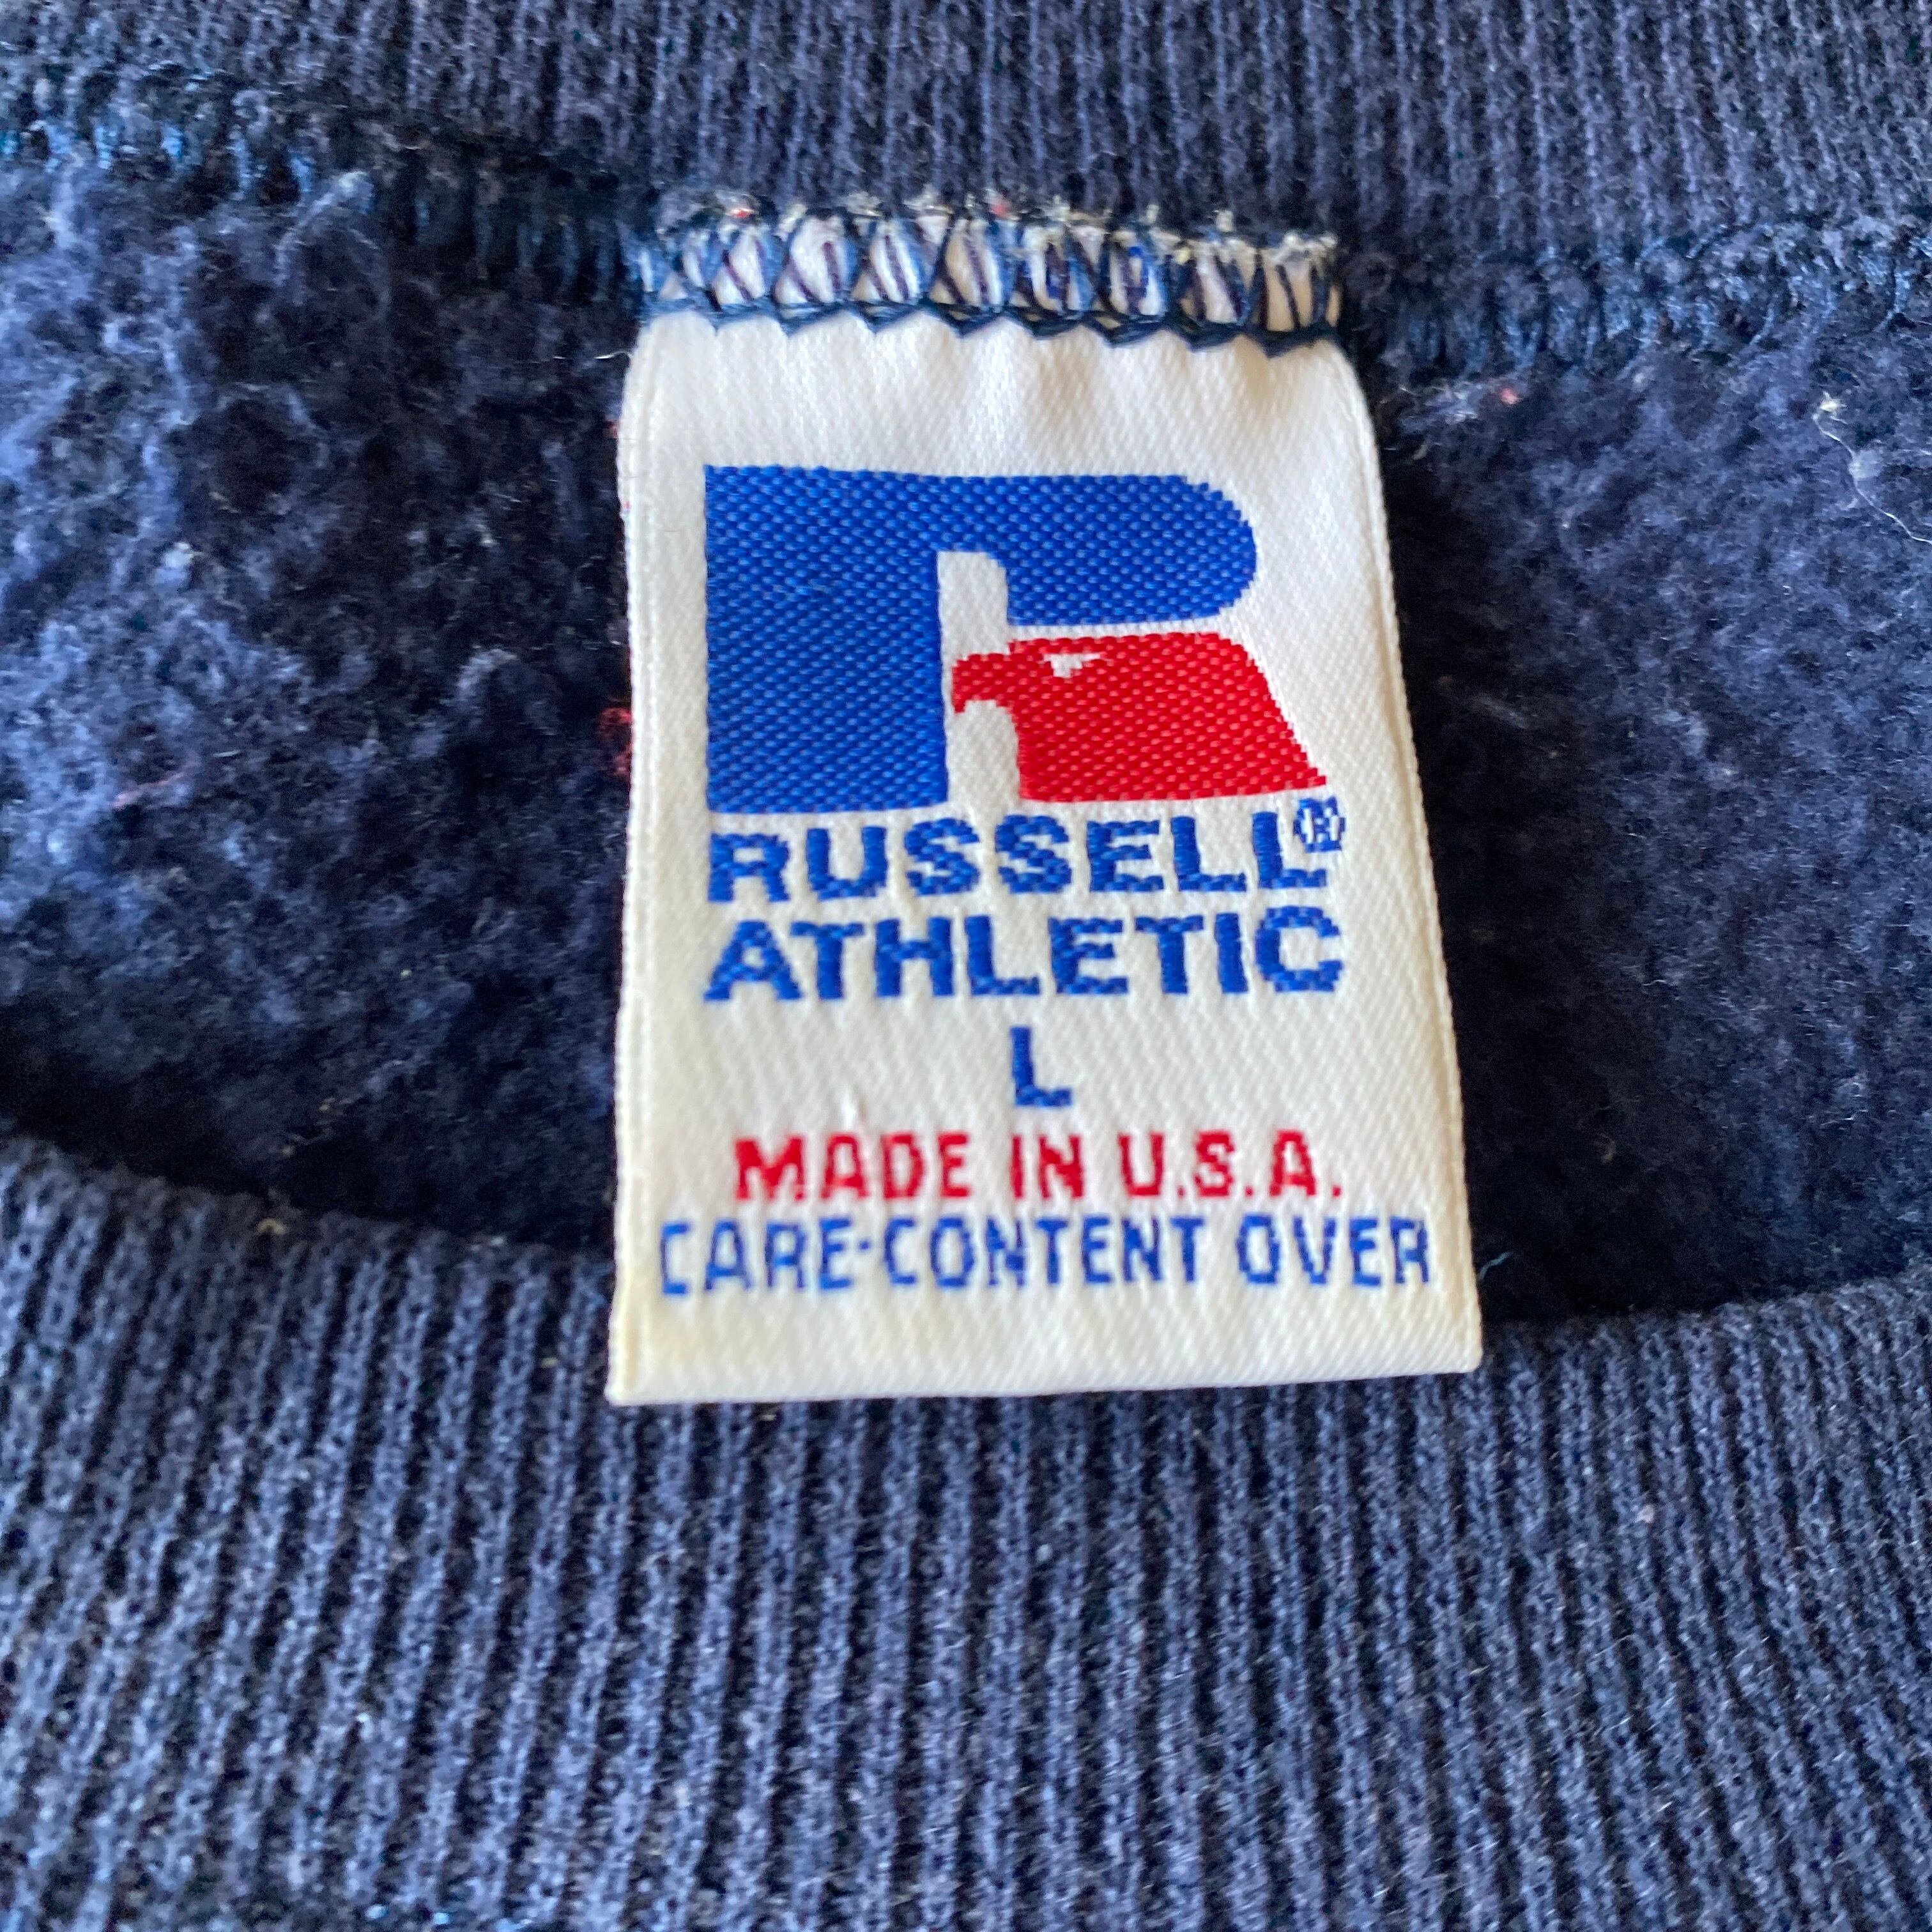 RUSSELL®
ATHLETIC
L
MADE IN U.S.A.
CARE-CONTENT OVER